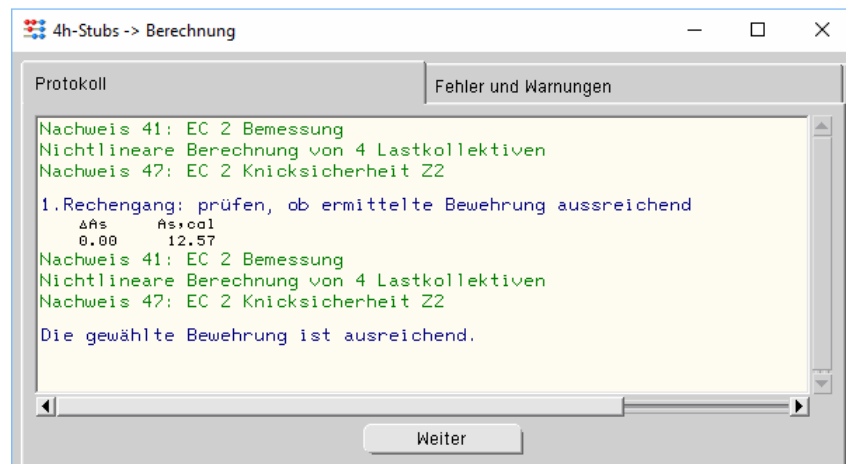 4h-Stubs -> Berechnung
Protokoll
Fehler und Warnungen
Nachweis 41: EC 2 Bemessung
Nichtlineare Berechnung von 4 Lastkollektiven
Nachweis 47: EC 2 Knicksicherheit Z2
1.Rechengang: prüfen, ob ermittelte Bewehrung aussreichend
ΔAs As,cal
0.00 12.57
Nachweis 41: EC 2 Bemessung
Nichtlineare Berechnung von 4 Lastkollektiven
Nachweis 47: EC 2 Knicksicherheit Z2
Die gewählte Bewehrung ist ausreichend.
Weiter